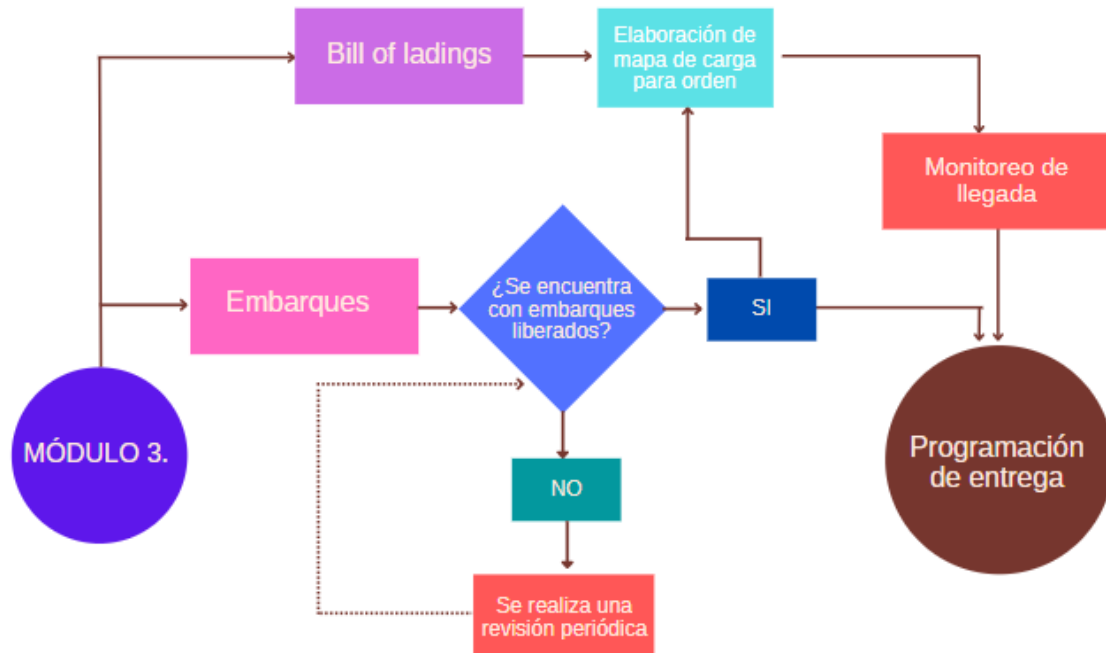 Bill of ladings
Elaboración de
mapa de carga
para orden
Monitoreo de
llegada
Embarques
¿Se encuentra
con embarques
liberados?
SI
MÓDULO 3.
NO
Programación
de entrega
Se realiza una
revisión periódica